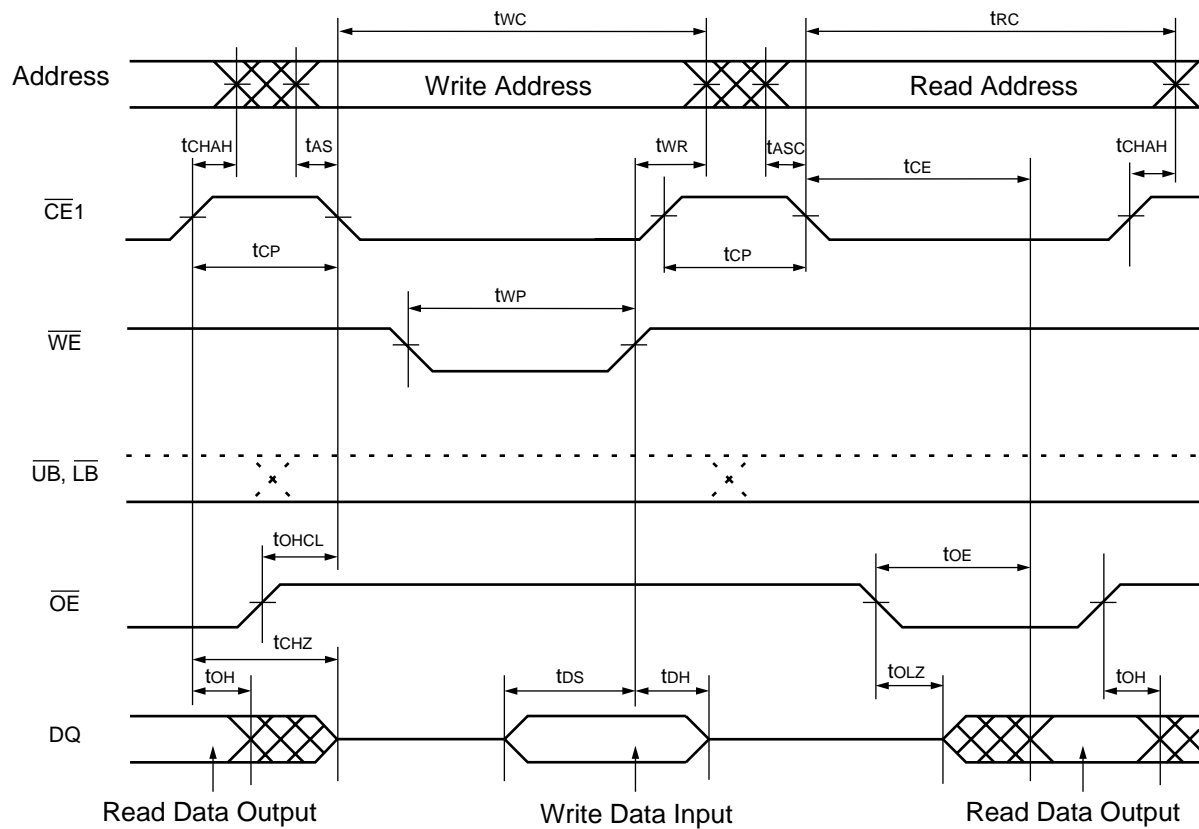 tWC tRC
Address Write Address Read Address
tCHAH tAS tWR tASC tCE tCHAH
CE1
tCP tCP
tWP
WE
UB, LB
tOHCL tOE
OE
tCHZ
tOH tDS tDH tOLZ tOH
DQ
Read Data Output Write Data Input Read Data Output